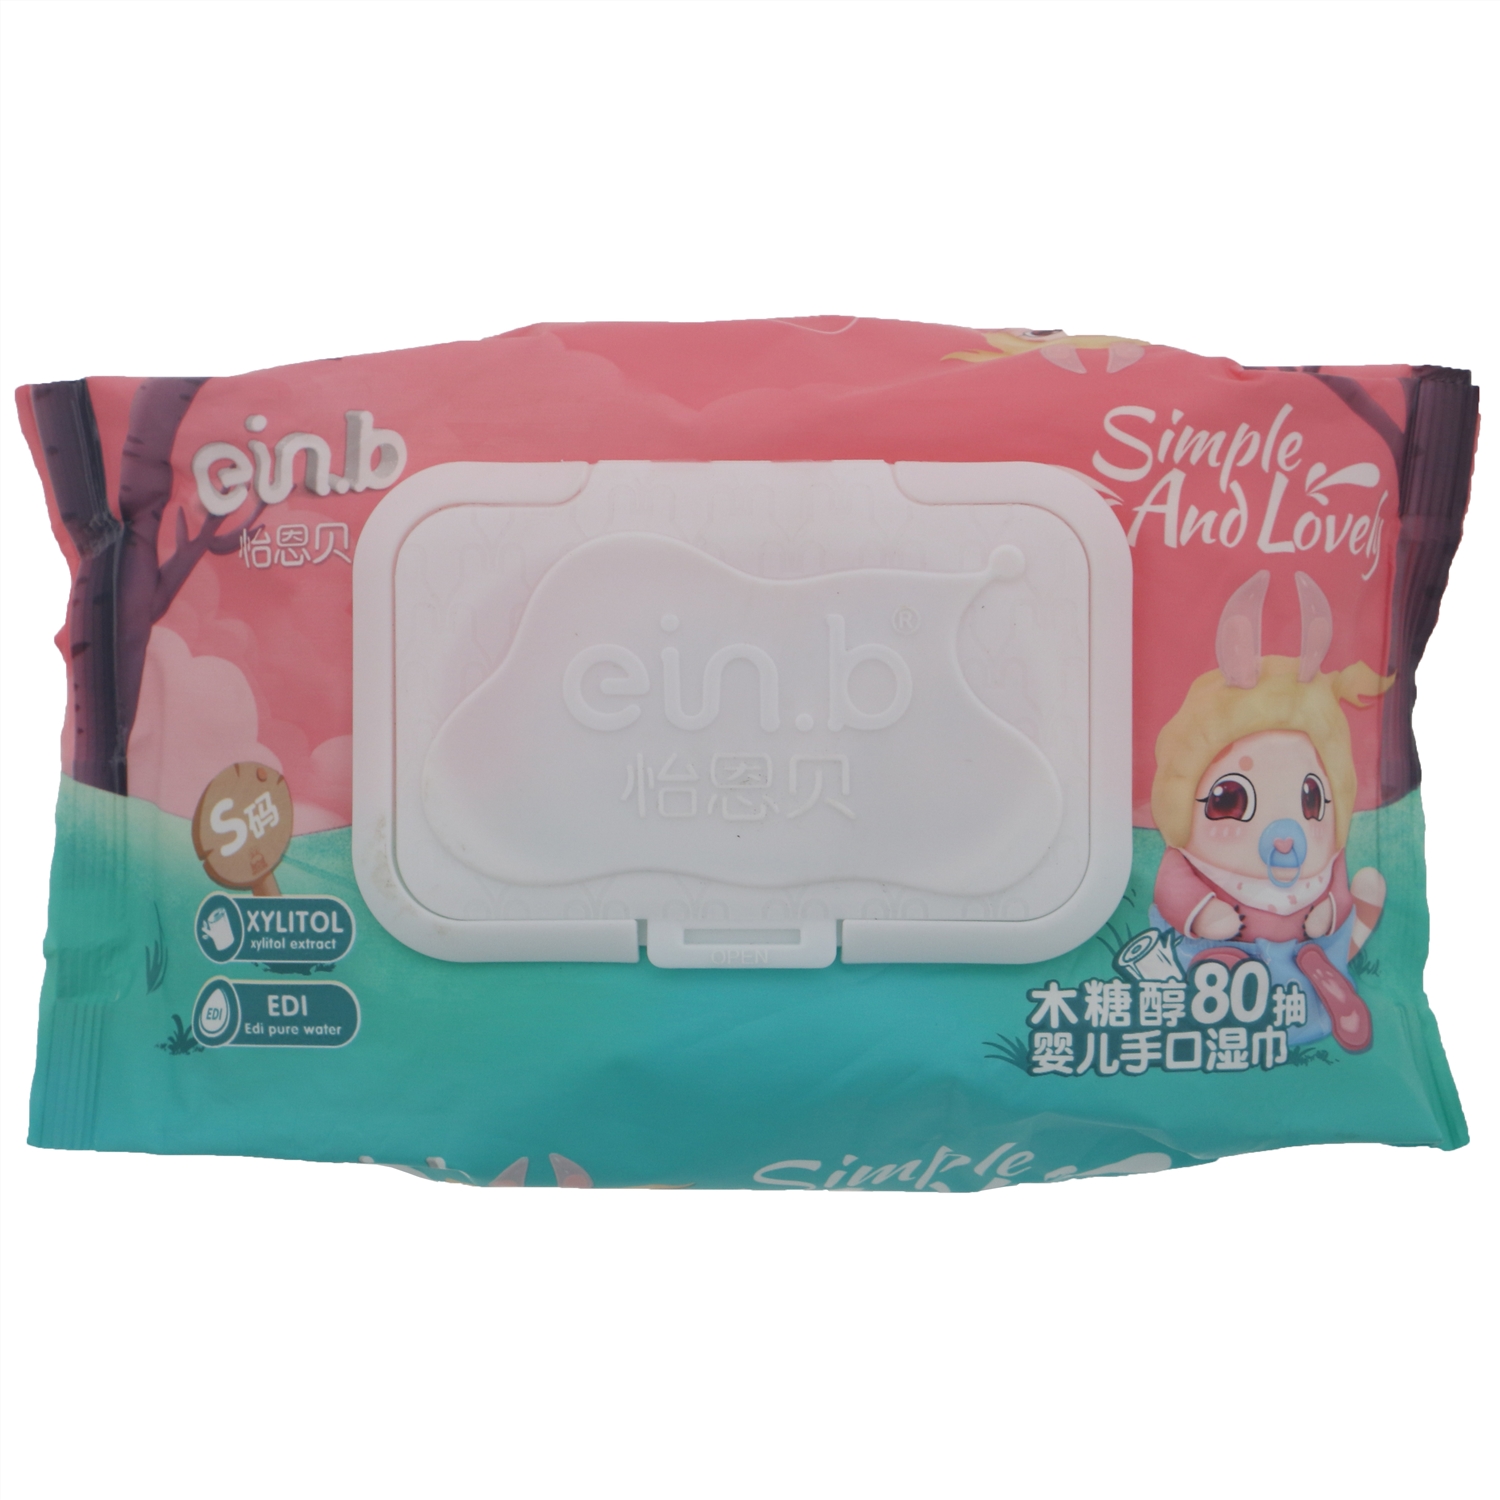 ein.b
怡恩贝
Simple
And Lovely
ein.b®
怡恩贝
S码
XYLITOL
xylitol extract
EDI
EDI
Edi pure water
OPEN
木糖醇80抽
婴儿手口湿巾
Simple